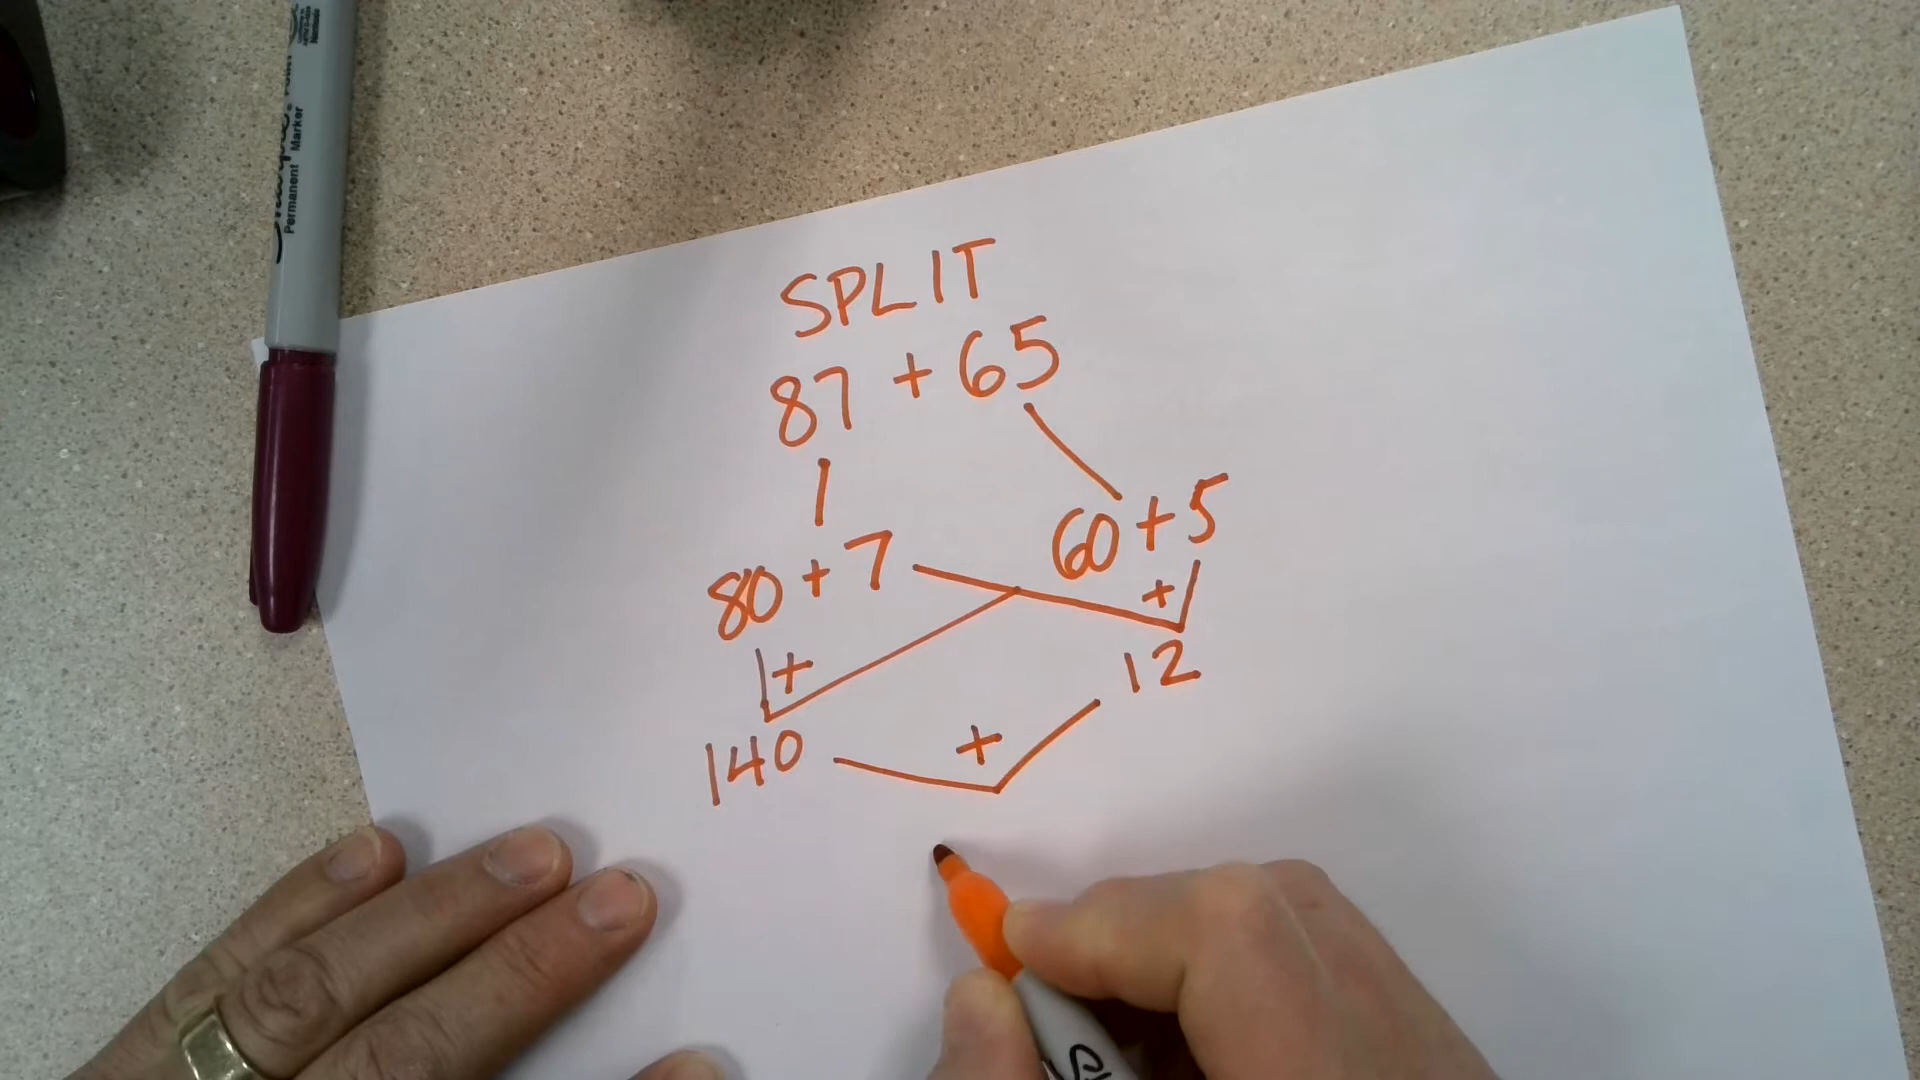 SPLIT
87 + 65
80 + 7
60 + 5
+
+
12
140
+
Permanent Marker